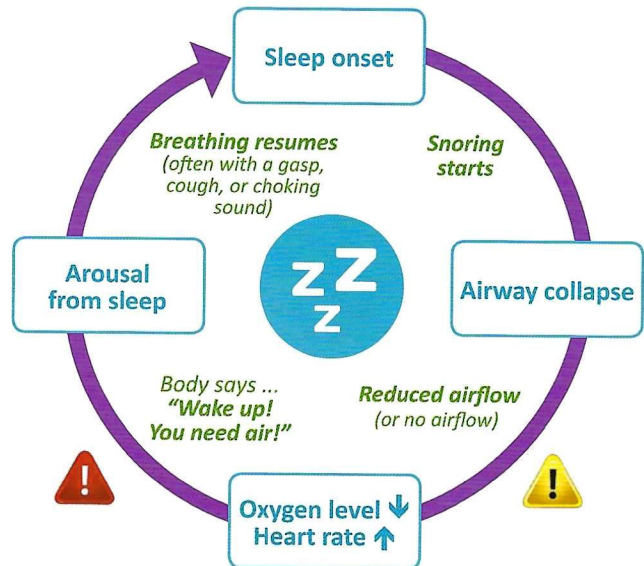 Sleep onset
Snoring
starts
Airway collapse
Reduced airflow
(or no airflow)
Oxygen level ↓
Heart rate ↑
Body says ...
“Wake up!
You need air!”
Arousal
from sleep
Breathing resumes
(often with a gasp,
cough, or choking
sound)
z Z
z
!
!